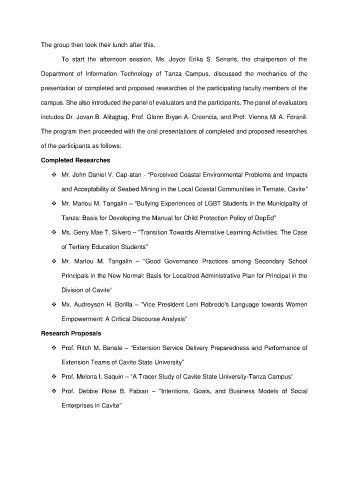 The group then took their lunch after this.
To start the afternoon session, Ms. Joyce Erika S. Senaris, the chairperson of the
Department of Information Technology of Tanza Campus, discussed the mechanics of the
presentation of completed and proposed researches of the participating faculty members of the
campus. She also introduced the panel of evaluators and the participants. The panel of evaluators
includes Dr. Jovan B. Alitagtag, Prof. Glenn Bryan A. Creencia, and Prof. Vienna Mi A. Feranil.
The program then proceeded with the oral presentations of completed and proposed researches
of the participants as follows:
Completed Researches
❖ Mr. John Daniel V. Cap-atan - “Perceived Coastal Environmental Problems and Impacts
and Acceptability of Seabed Mining in the Local Coastal Communities in Ternate, Cavite”
❖ Mr. Marlou M. Tangalin – “Bullying Experiences of LGBT Students in the Municipality of
Tanza: Basis for Developing the Manual for Child Protection Policy of DepEd”
❖ Ms. Gerry Mae T. Silvero – “Transition Towards Alternative Learning Activities: The Case
of Tertiary Education Students”
❖ Mr. Marlou M. Tangalin – “Good Governance Practices among Secondary School
Principals in the New Normal: Basis for Localized Administrative Plan for Principal in the
Division of Cavite”
❖ Mx. Audreyson H. Borilla – “Vice President Leni Robredo's Language towards Women
Empowerment: A Critical Discourse Analysis”
Research Proposals
❖ Prof. Ritch M. Banate – “Extension Service Delivery Preparedness and Performance of
Extension Teams of Cavite State University”
❖ Prof. Melona I. Saquin – “A Tracer Study of Cavite State University-Tanza Campus”
❖ Prof. Debbie Rose B. Fabian – “Intentions, Goals, and Business Models of Social
Enterprises in Cavite”